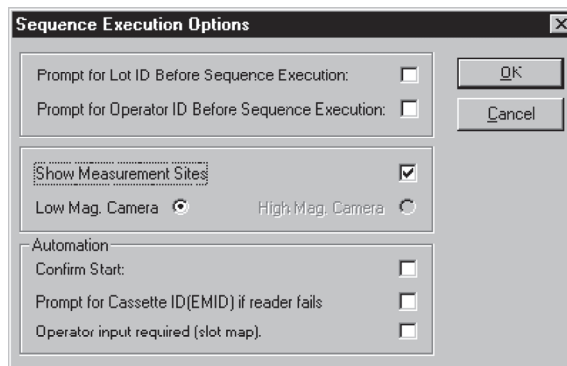 Sequence Execution Options
Prompt for Lot ID Before Sequence Execution:
Prompt for Operator ID Before Sequence Execution:
OK
Cancel
Show Measurement Sites
Low Mag. Camera High Mag. Camera
Automation
Confirm Start:
Prompt for Cassette ID(EMID) if reader fails
Operator input required (slot map).